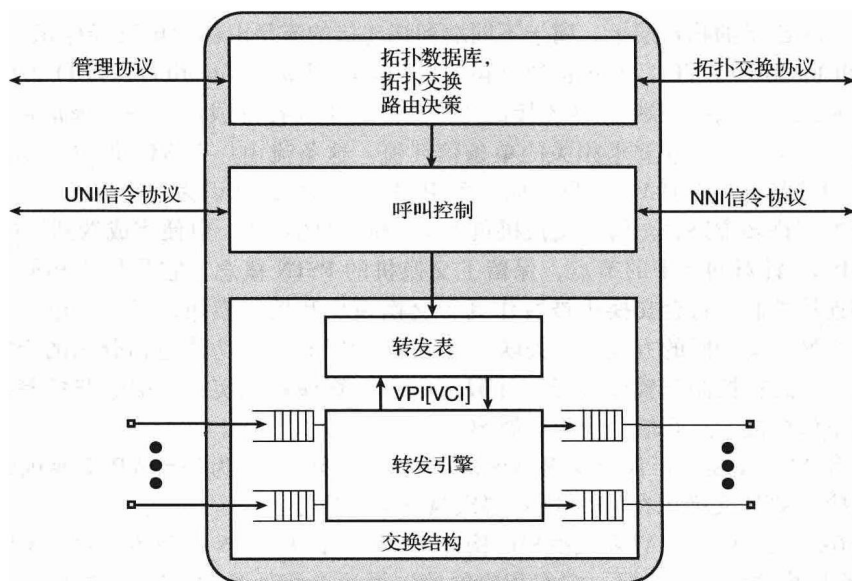 拓扑数据库，
拓扑交换
路由决策
管理协议
拓扑交换协议
呼叫控制
UNI信令协议
NNI信令协议
转发表
VPI[VCI]
转发引擎
交换结构